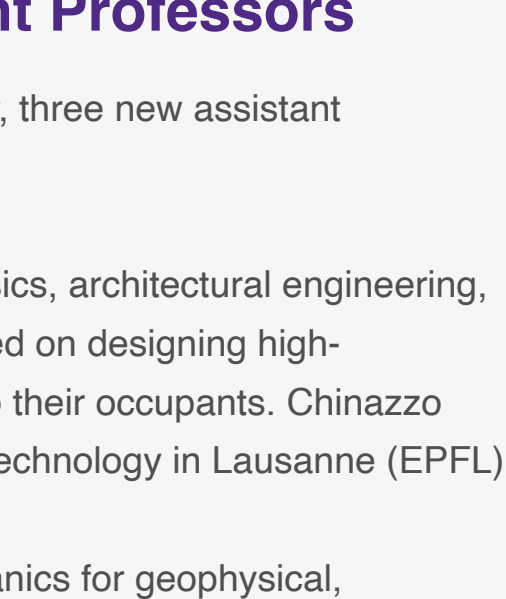 nt Professors
, three new assistant
sics, architectural engineering,
ed on designing high-
their occupants. Chinazzo
echnology in Lausanne (EPFL)
anics for geophysical,